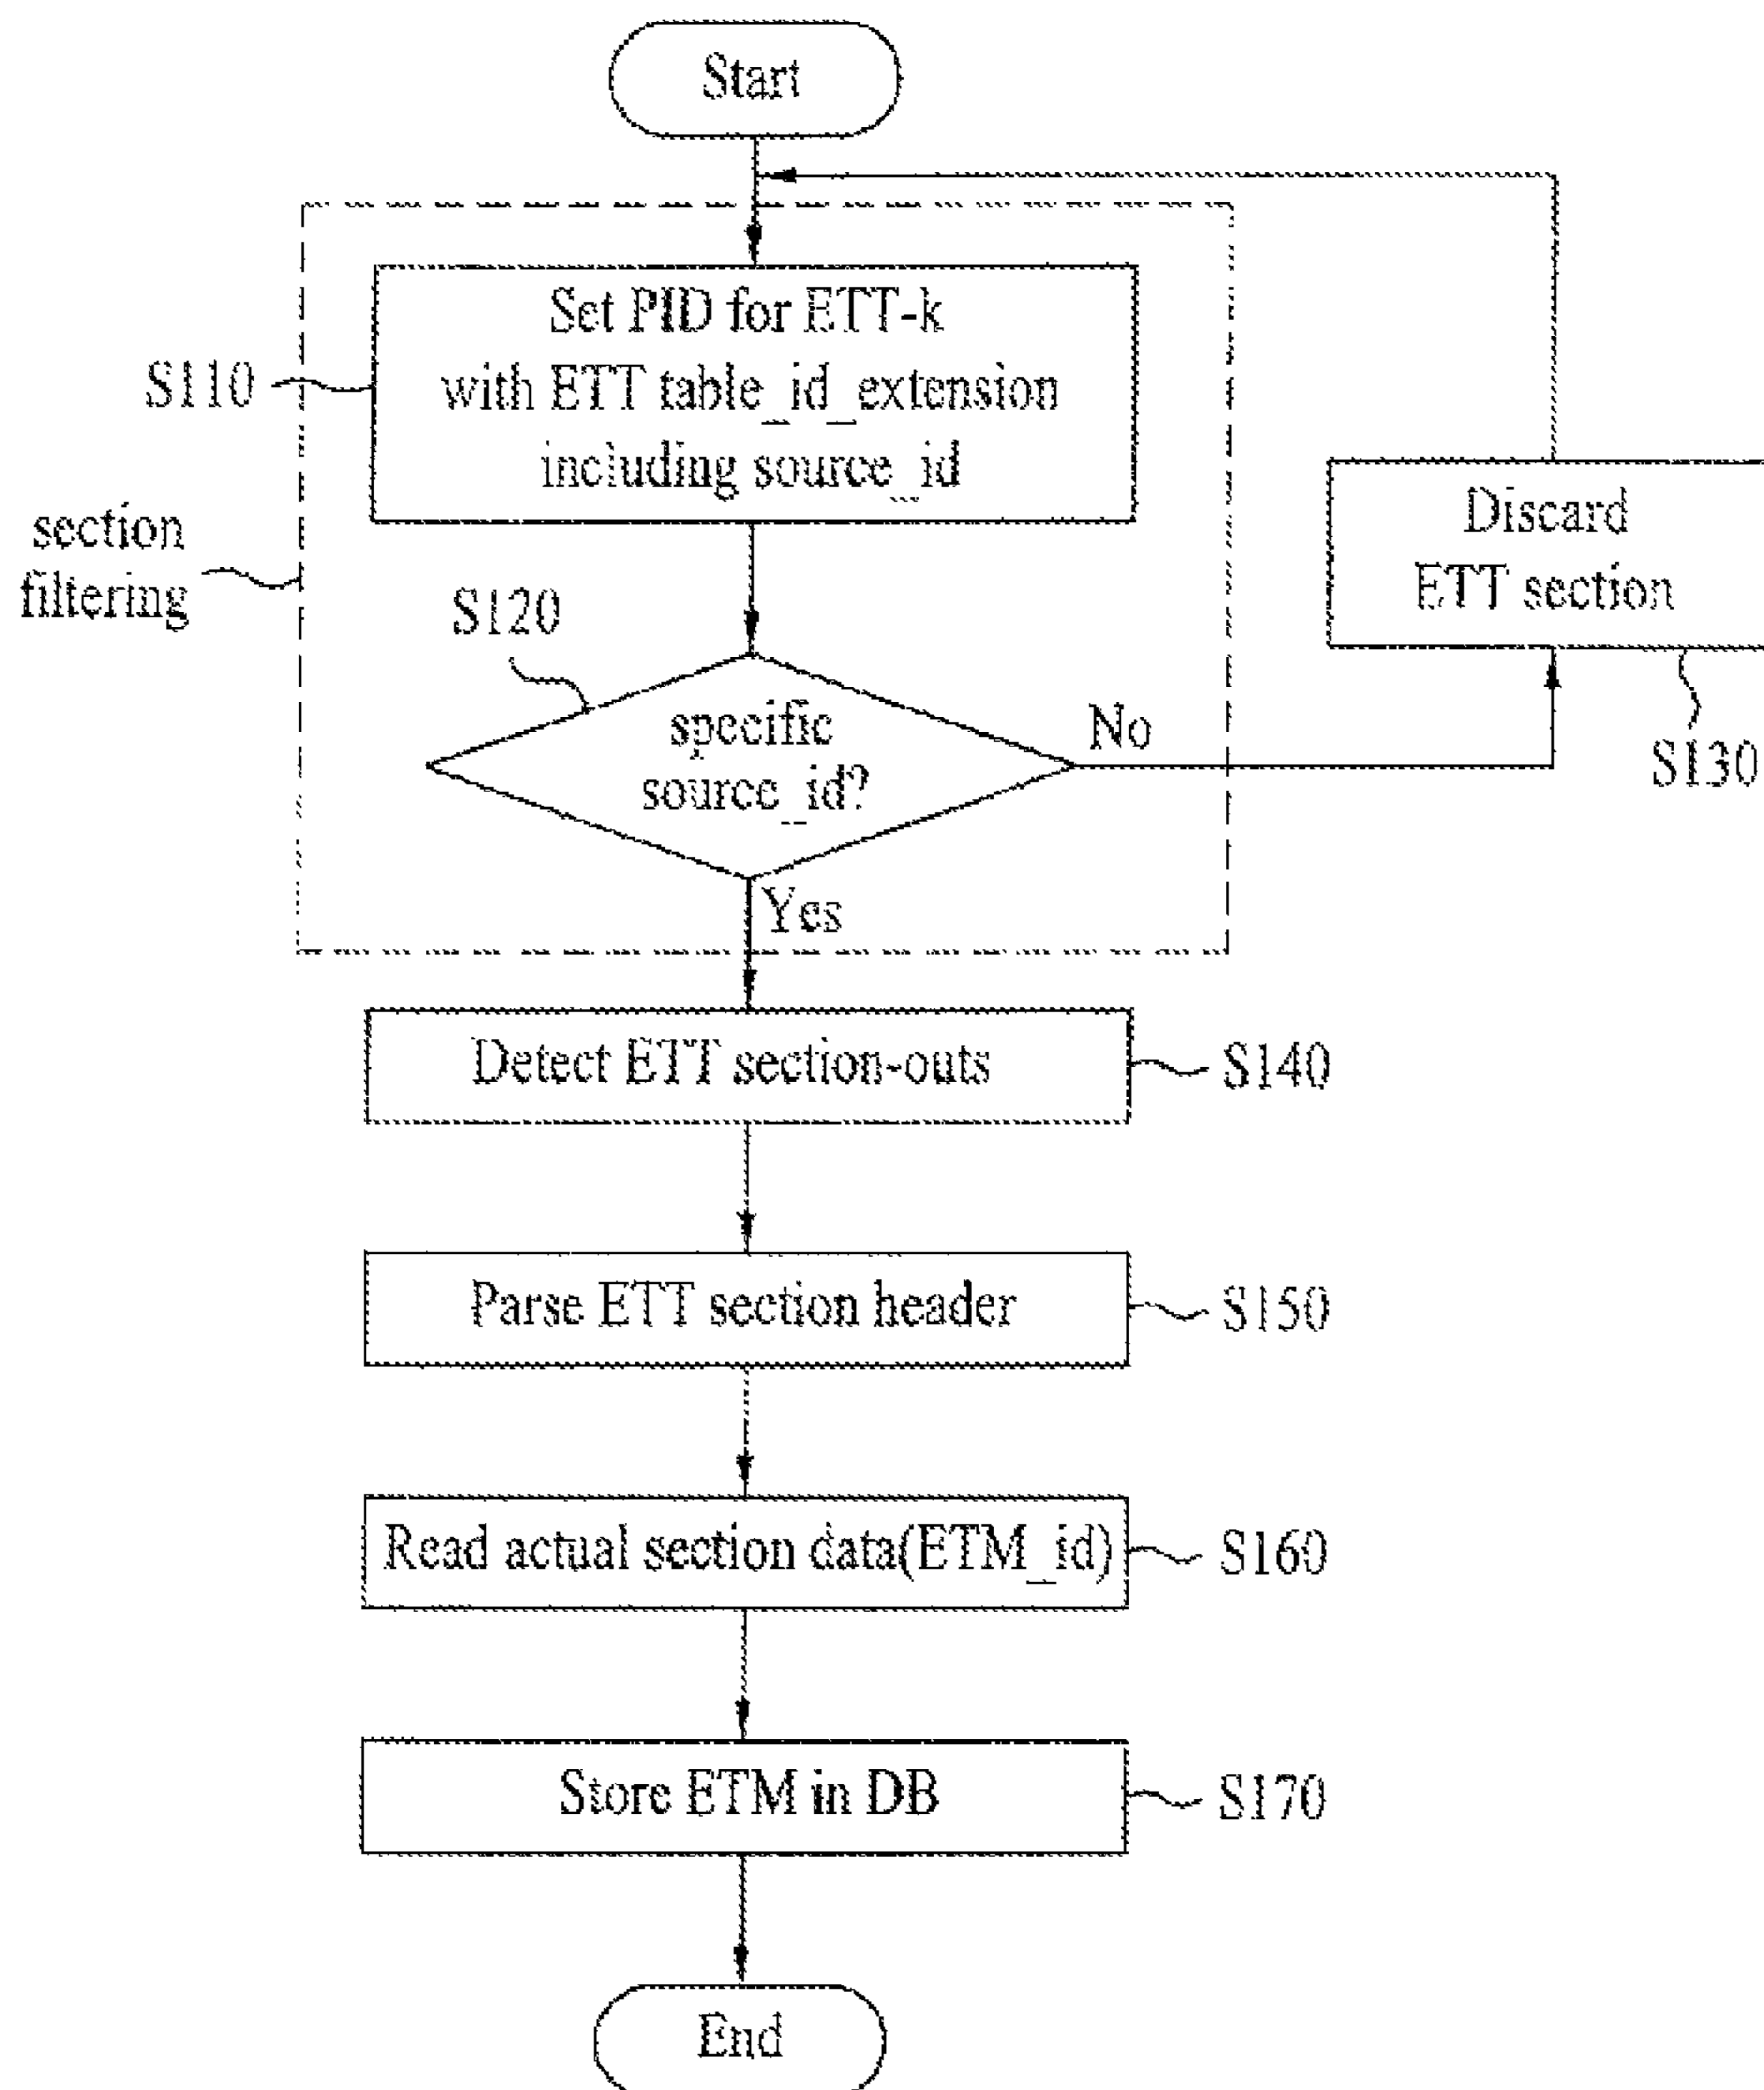 Start
Set PID for ETT-k
with ETT table_id_extension
including source_id
S110
section
filtering
Discard
ETT section
S130
S120
specific
source_id?
No
Yes
Detect ETT section-outs
S140
Parse ETT section header
S150
Read actual section data(ETM_id)
S160
Store ETM in DB
S170
End